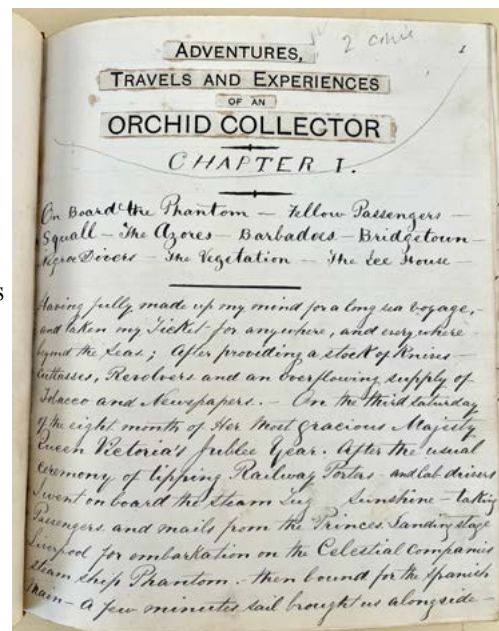 2 Copie
1
ADVENTURES,
TRAVELS AND EXPERIENCES
OF AN
ORCHID COLLECTOR
CHAPTER I.
On Board the Phantom – Fellow Passengers –
Squall – The Azores – Barbadoes – Bridgetown –
Negroe Divers – The Vegetation – The Ice House –
Having fully made up my mind for a long sea voyage, –
and taken my Ticket for anywhere, and everywhere
beyond the Seas; After providing a stock of Knives –
Cutlasses, Revolvers and an overflowing supply of
Tobacco and Newspapers. – On the third Saturday
of the eight month of Her Most Gracious Majesty
Queen Victoria's Jubilee Year. After the usual
Ceremony of tipping Railway Portars – and Cab drivers
I went on board the Steam Tug Sunshine – taking
Passengers and mails from the Princes Landing stage
Liverpool for embarkation on the Celestial Companies
Steam ship Phantom. – then bound for the Spanish
Main – A few minutes sail brought us alongside –
s